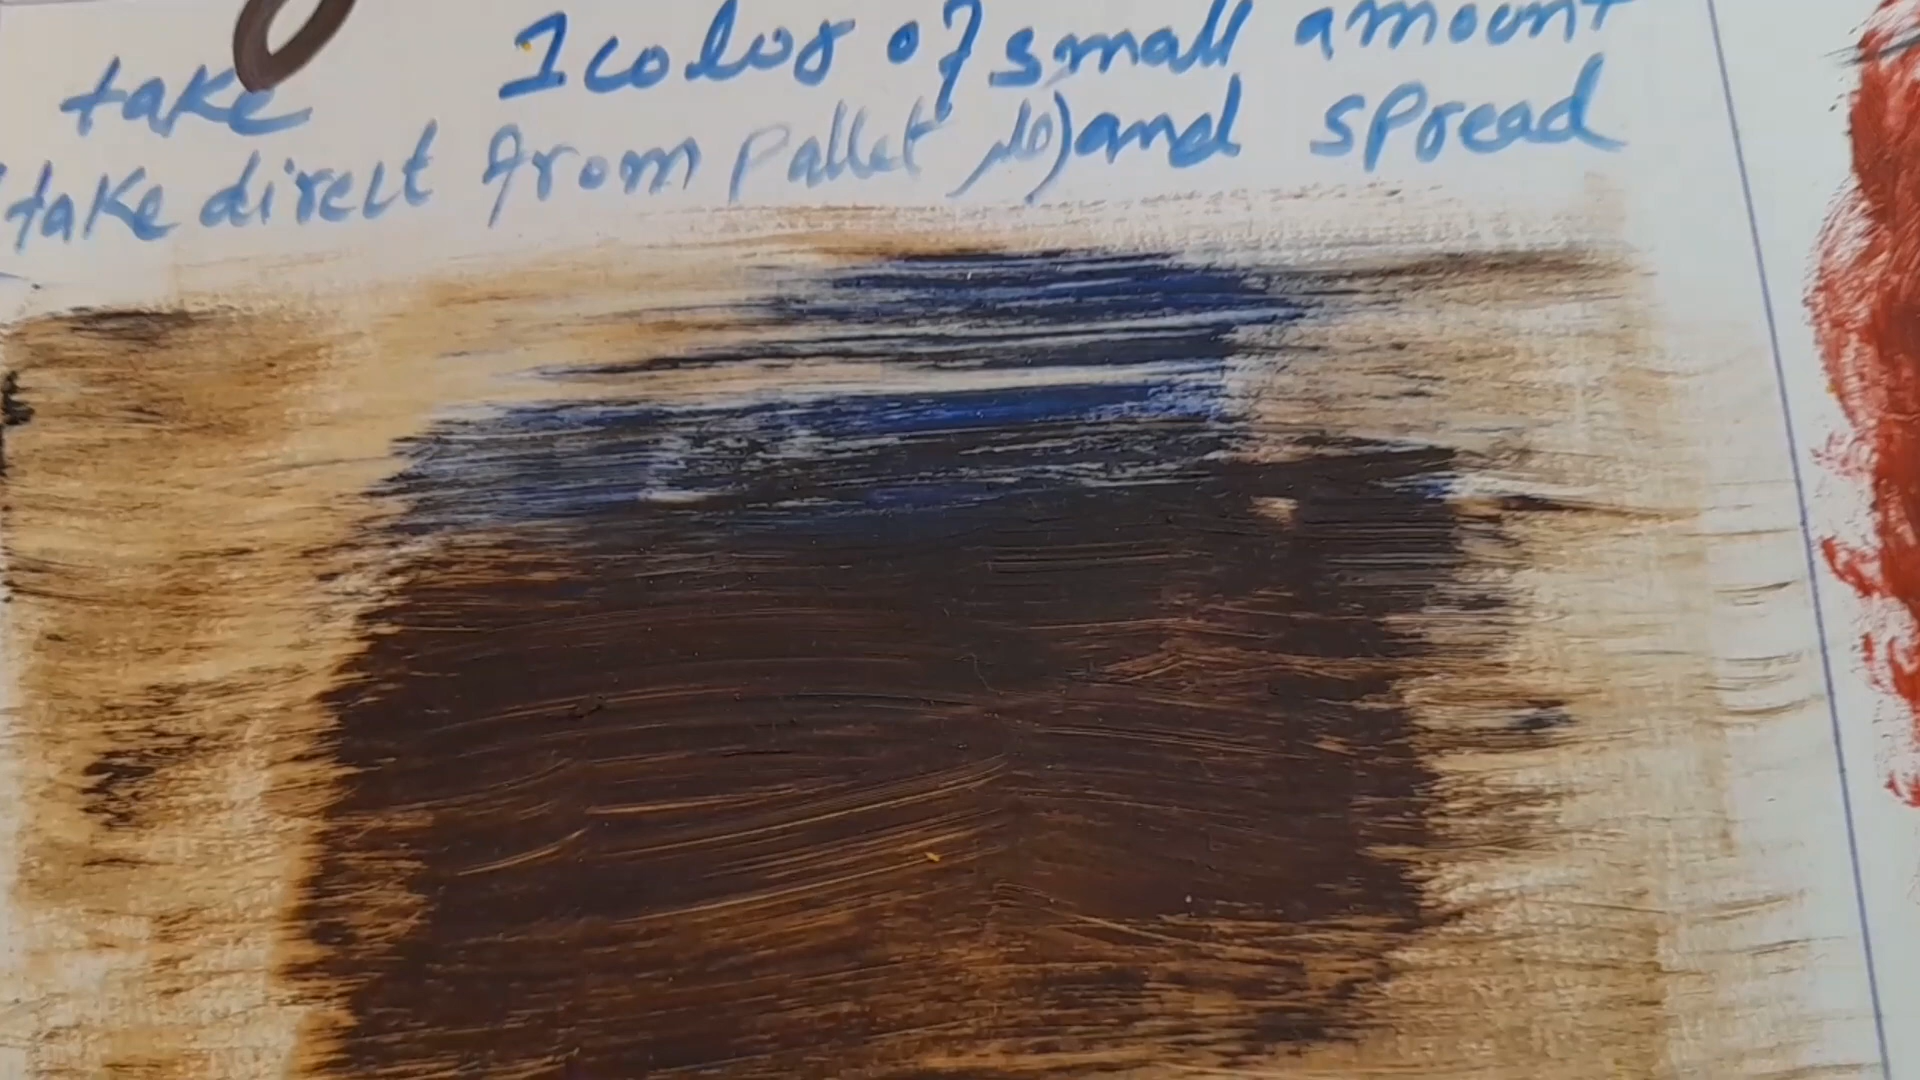 take 1 color of small amount
take direct from pallet) and spread